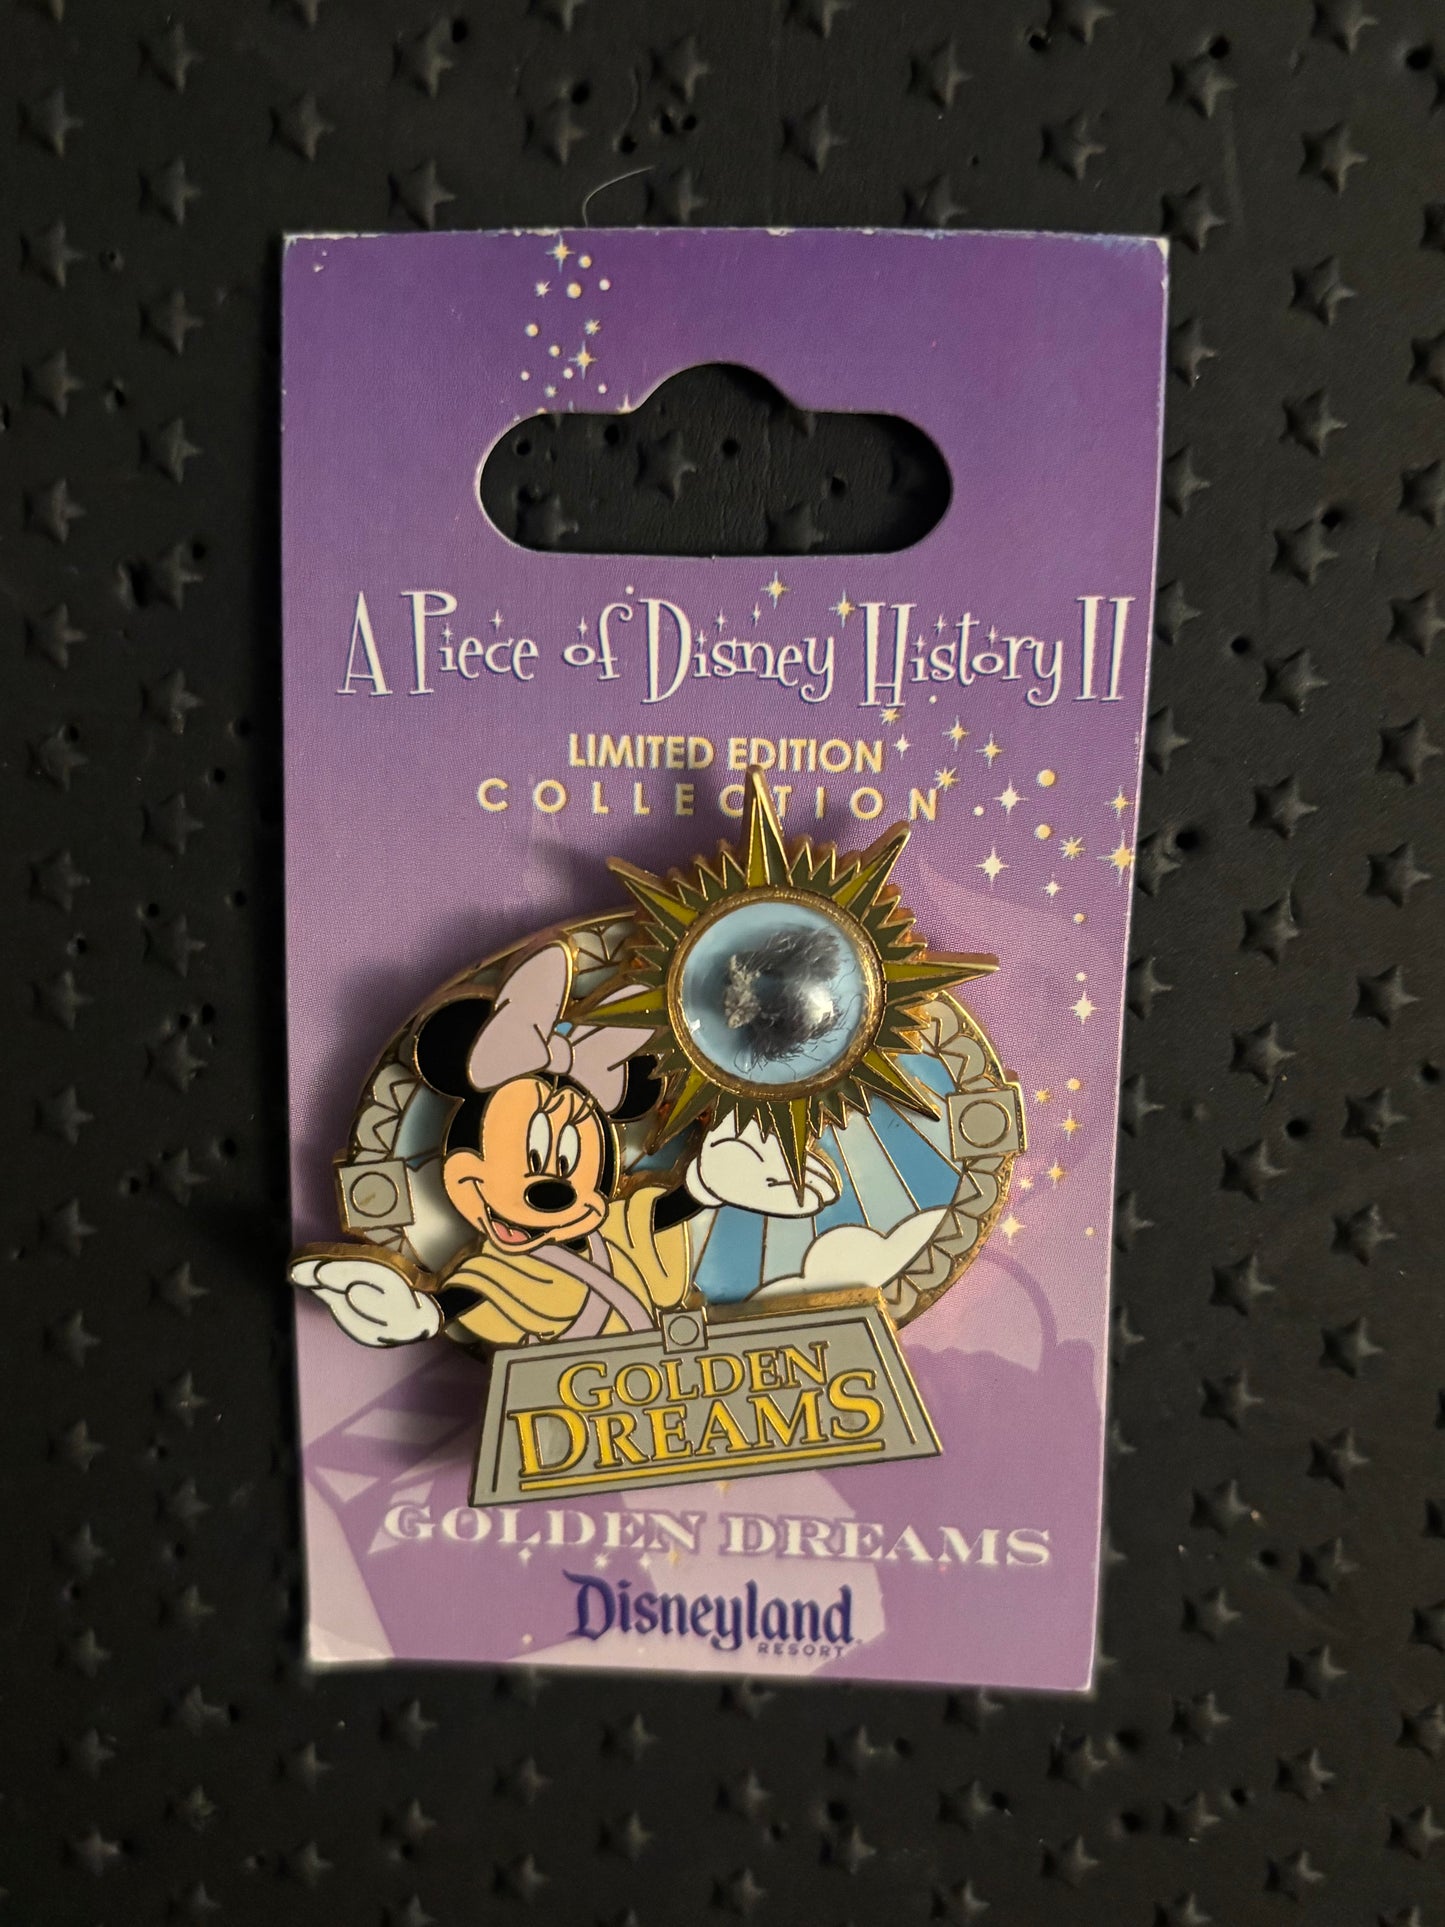 A Piece of Disney History II
LIMITED EDITION
COLLECTION
GOLDEN
DREAMS
GOLDEN DREAMS
Disneyland
RESORT